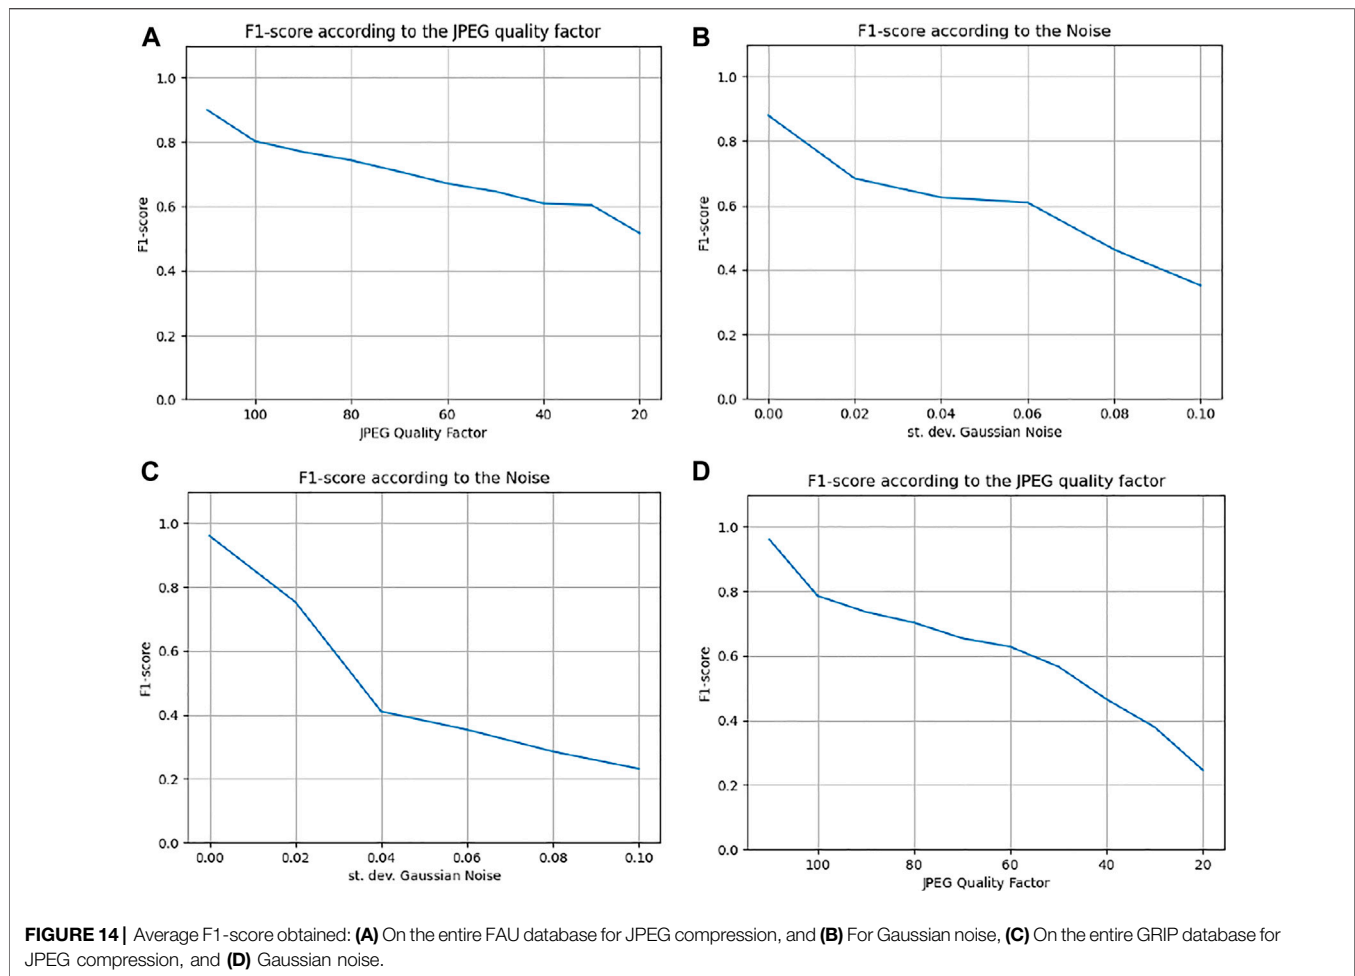 A
F1-score according to the JPEG quality factor
1.0
0.8
0.6
0.4
0.2
0.0
F1-score
100 80 60 40 20
JPEG Quality Factor
B
F1-score according to the Noise
1.0
0.8
0.6
0.4
0.2
0.0
F1-score
0.00 0.02 0.04 0.06 0.08 0.10
st. dev. Gaussian Noise
C
F1-score according to the Noise
1.0
0.8
0.6
0.4
0.2
0.0
F1-score
0.00 0.02 0.04 0.06 0.08 0.10
st. dev. Gaussian Noise
D
F1-score according to the JPEG quality factor
1.0
0.8
0.6
0.4
0.2
0.0
F1-score
100 80 60 40 20
JPEG Quality Factor
FIGURE 14 | Average F1-score obtained: (A) On the entire FAU database for JPEG compression, and (B) For Gaussian noise, (C) On the entire GRIP database for
JPEG compression, and (D) Gaussian noise.